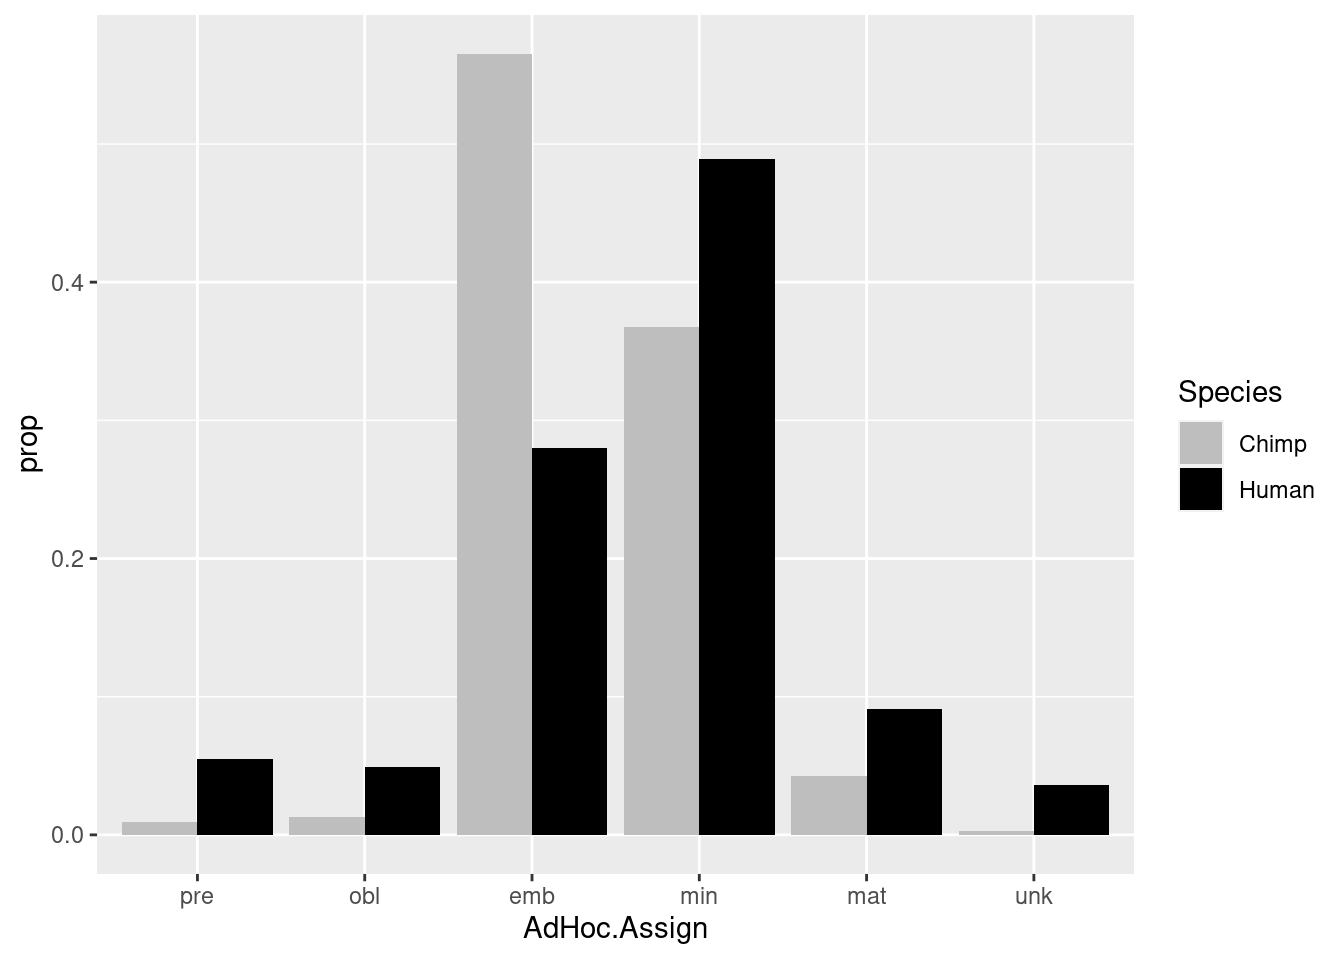 prop
0.4
0.2
0.0
pre obl emb min mat unk
AdHoc.Assign
Species
Chimp
Human